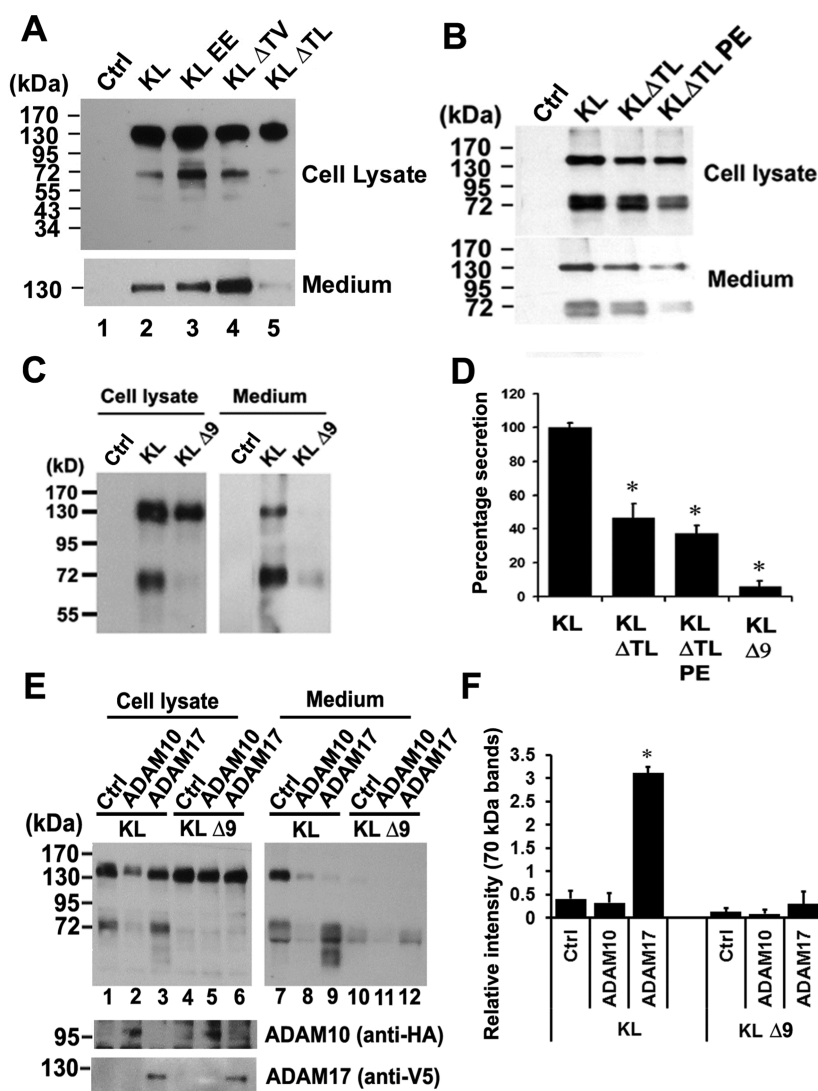 A
Ctrl KL KL EE KL ΔTV KL ΔTL
(kDa)
170
130
95
72
55
43
34
Cell Lysate
130
Medium
1 2 3 4 5
B
Ctrl KL KLΔTL KLΔTL PE
(kDa)
170
130
95
72
Cell lysate
170
130
95
72
Medium
C
Cell lysate Medium
Ctrl KL KL Δ9 Ctrl KL KL Δ9
(kD)
170
130
95
72
55
D
Percentage secretion
120
100
80
60
40
20
0
* * *
KL
KL ΔTL
KL ΔTL PE
KL Δ9
E
Cell lysate Medium
Ctrl ADAM10 ADAM17 Ctrl ADAM10 ADAM17 Ctrl ADAM10 ADAM17 Ctrl ADAM10 ADAM17
(kDa) KL KL Δ9 KL KL Δ9
170
130
95
72
1 2 3 4 5 6 7 8 9 10 11 12
95 ADAM10 (anti-HA)
130 ADAM17 (anti-V5)
F
Relative intensity (70 kDa bands)
3.5
3
2.5
2
1.5
1
0.5
0
*
Ctrl ADAM10 ADAM17 Ctrl ADAM10 ADAM17
KL KL Δ9